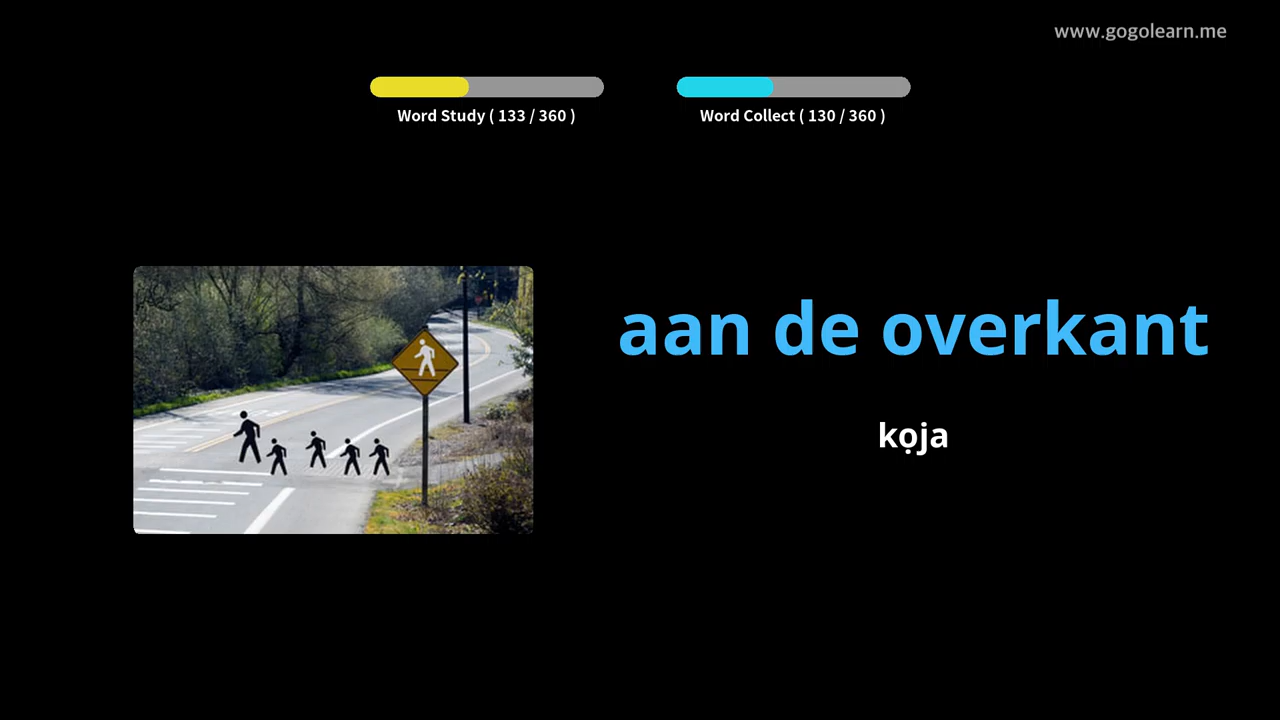 www.gogolearn.me
Word Study ( 133 / 360 )
Word Collect ( 130 / 360 )
aan de overkant
kọja